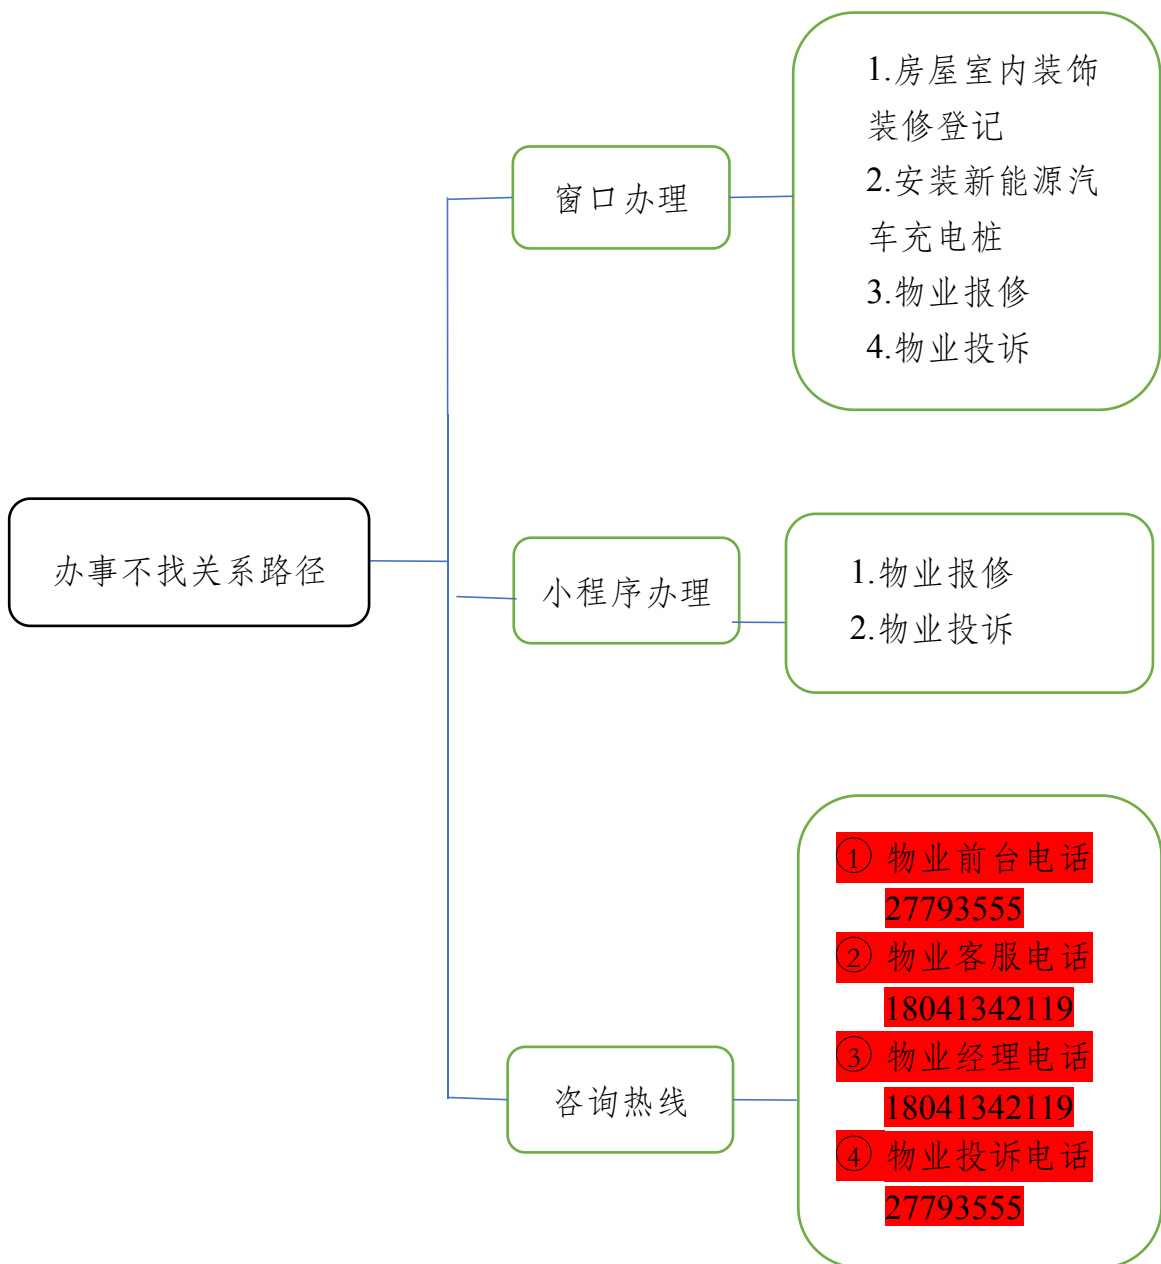 办事不找关系路径
窗口办理
1.房屋室内装饰
装修登记
2.安装新能源汽
车充电桩
3.物业报修
4.物业投诉
小程序办理
1.物业报修
2.物业投诉
咨询热线
① 物业前台电话
27793555
② 物业客服电话
18041342119
③ 物业经理电话
18041342119
④ 物业投诉电话
27793555